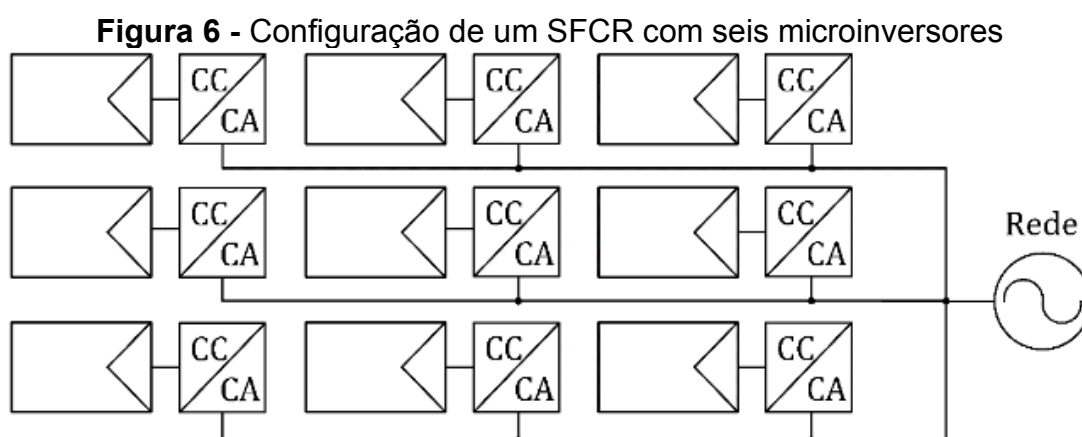 Figura 6 - Configuração de um SFCR com seis microinversores
CC CC CC
CA CA CA
CC CC CC
CA CA CA
Rede
CC CC CC
CA CA CA